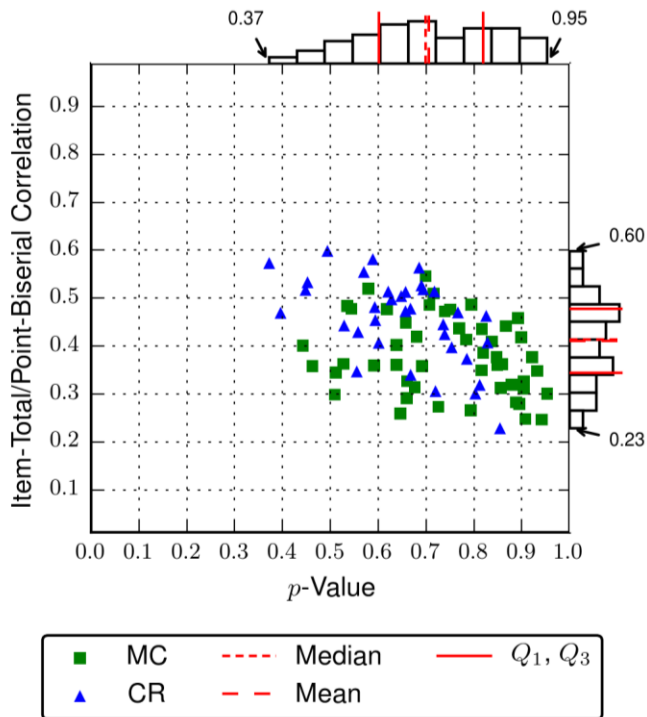 0.37 0.95
0.9
0.8
0.7
0.6
0.5
0.4
0.3
0.2
0.1
Item-Total/Point-Biserial Correlation
0.60
0.23
0.0 0.1 0.2 0.3 0.4 0.5 0.6 0.7 0.8 0.9 1.0
p-Value
MC Median Q₁, Q₃
CR Mean